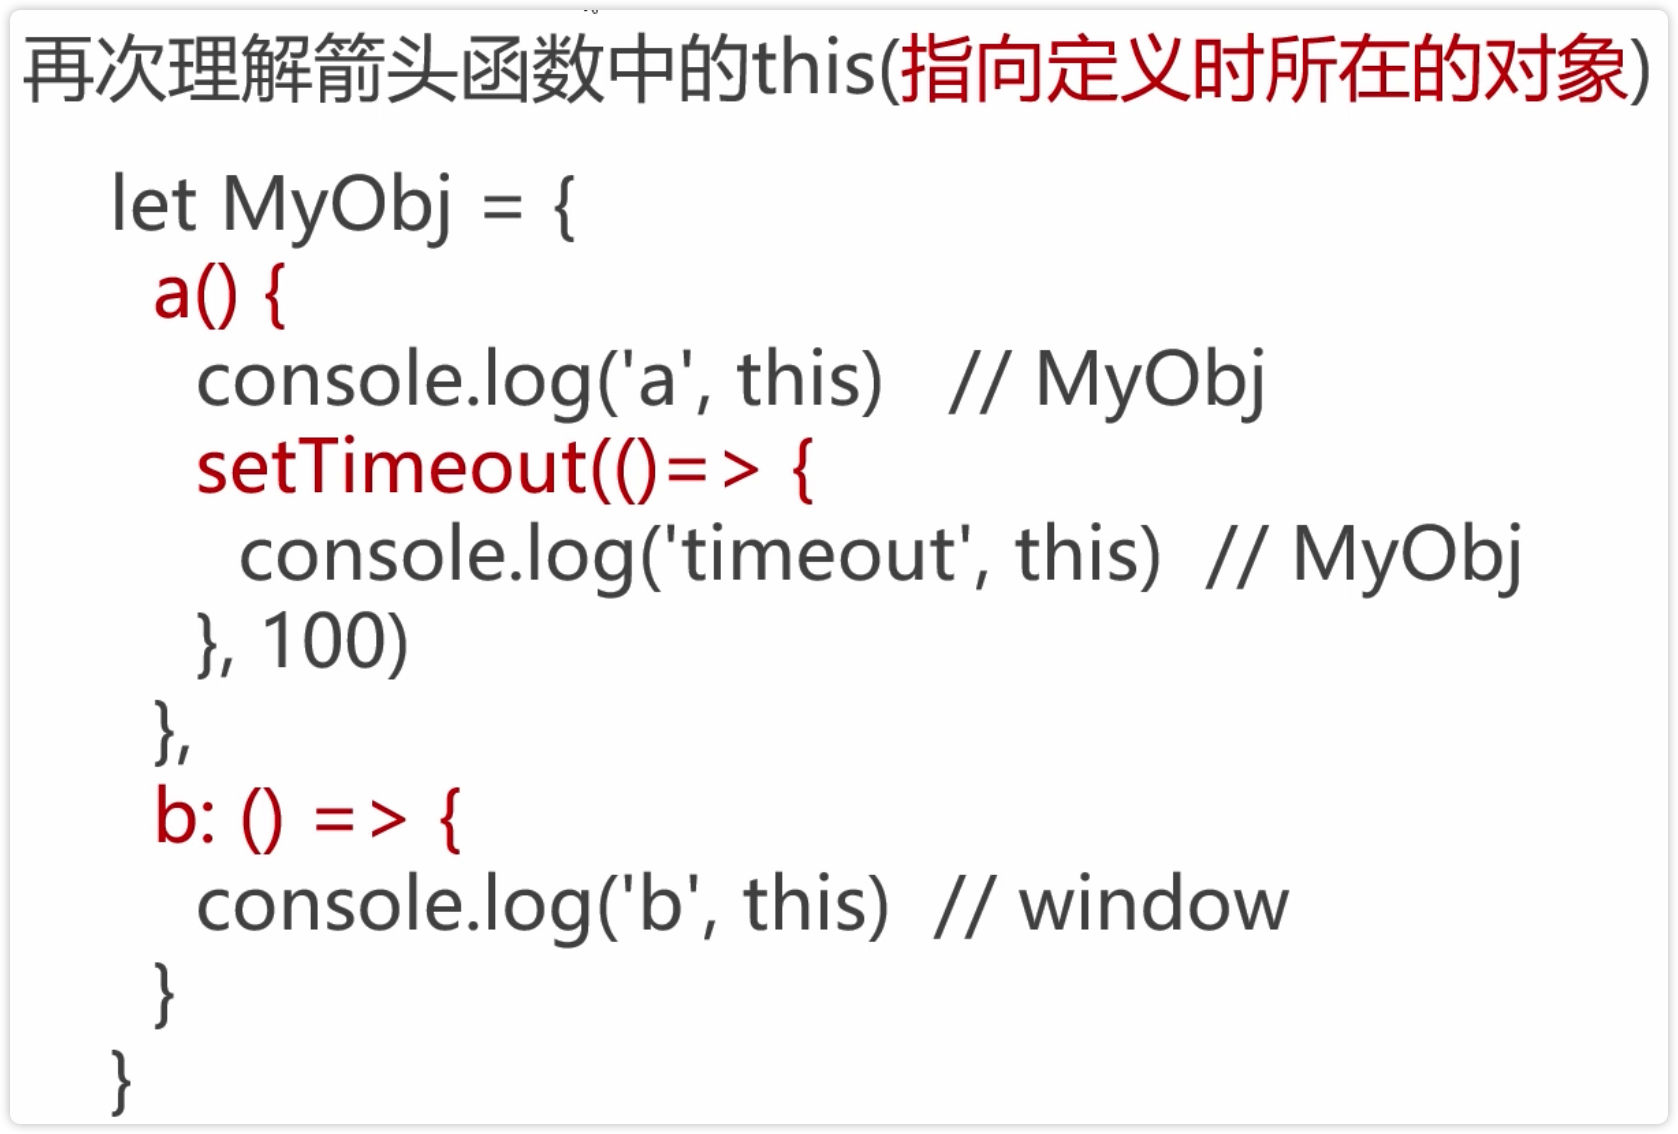 再次理解箭头函数中的this(指向定义时所在的对象)
let MyObj = {
a() {
console.log('a', this) // MyObj
setTimeout(()=> {
console.log('timeout', this) // MyObj
}, 100)
},
b: () => {
console.log('b', this) // window
}
}